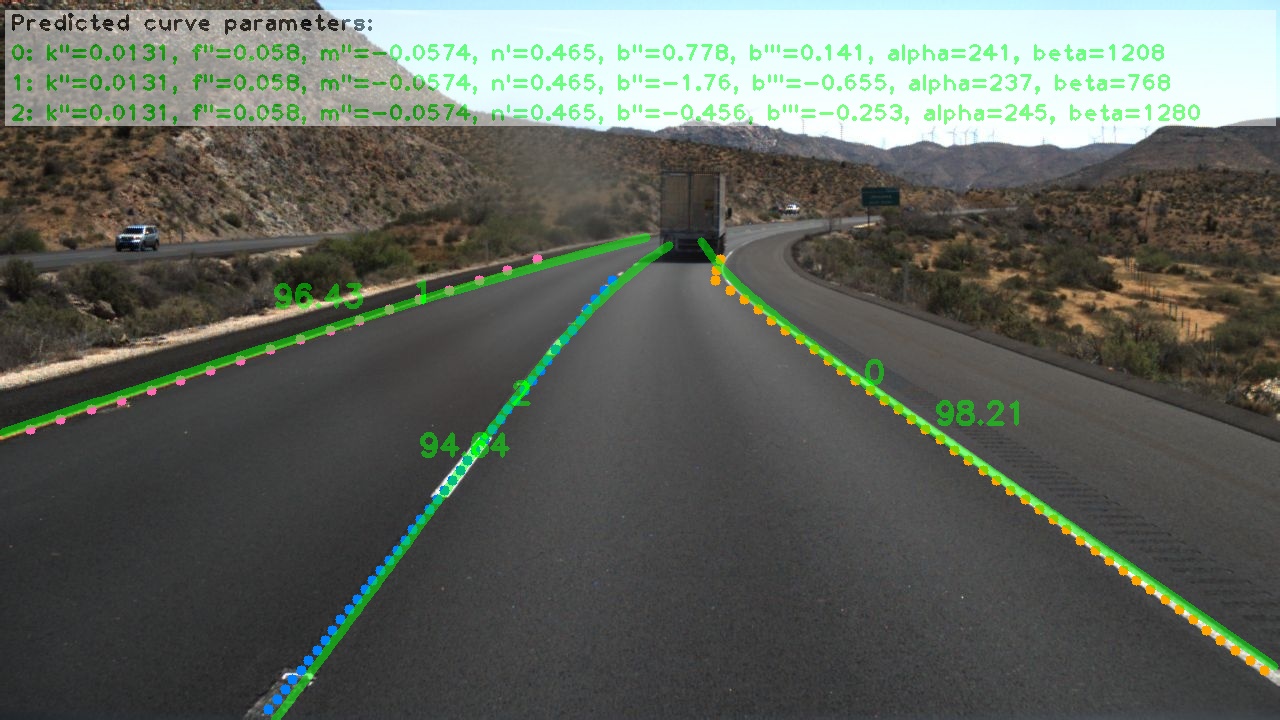 Predicted curve parameters:
0: k''=0.0131, f''=0.058, m''=-0.0574, n'=0.465, b''=0.778, b'''=0.141, alpha=241, beta=1208
1: k''=0.0131, f''=0.058, m''=-0.0574, n'=0.465, b''=-1.76, b'''=-0.655, alpha=237, beta=768
2: k''=0.0131, f''=0.058, m''=-0.0574, n'=0.465, b''=-0.456, b'''=-0.253, alpha=245, beta=1280
96.43
1
0
2
98.21
94.64